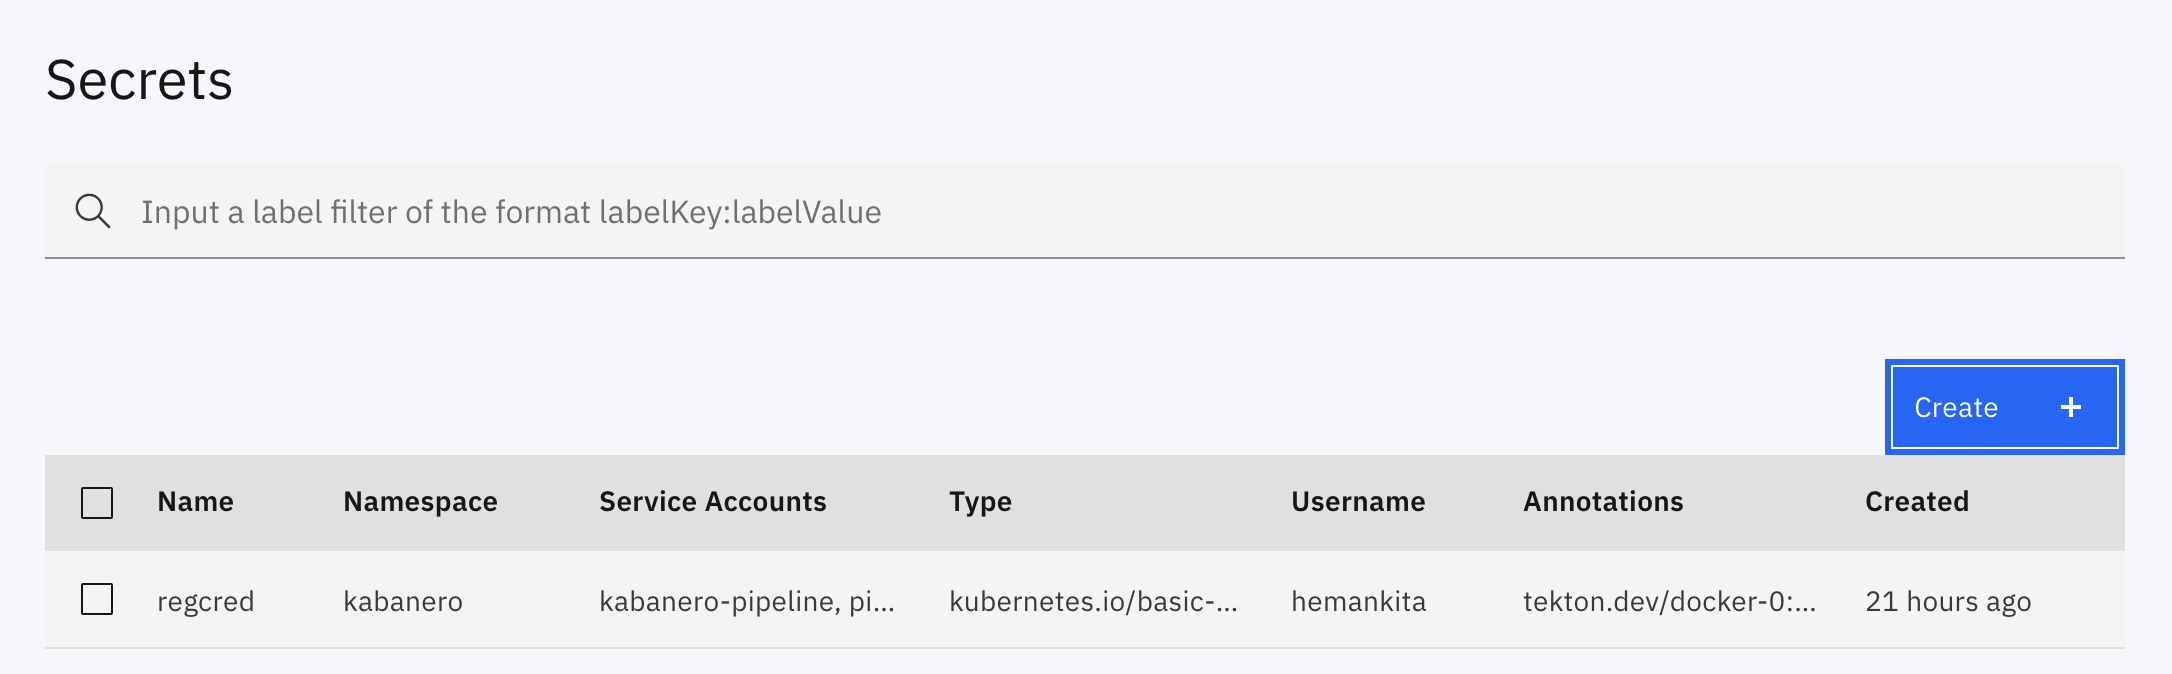 Secrets
Input a label filter of the format labelKey:labelValue
Create +
Name Namespace Service Accounts Type Username Annotations Created
regcred kabanero kabanero-pipeline, pi... kubernetes.io/basic-... hemankita tekton.dev/docker-0:... 21 hours ago